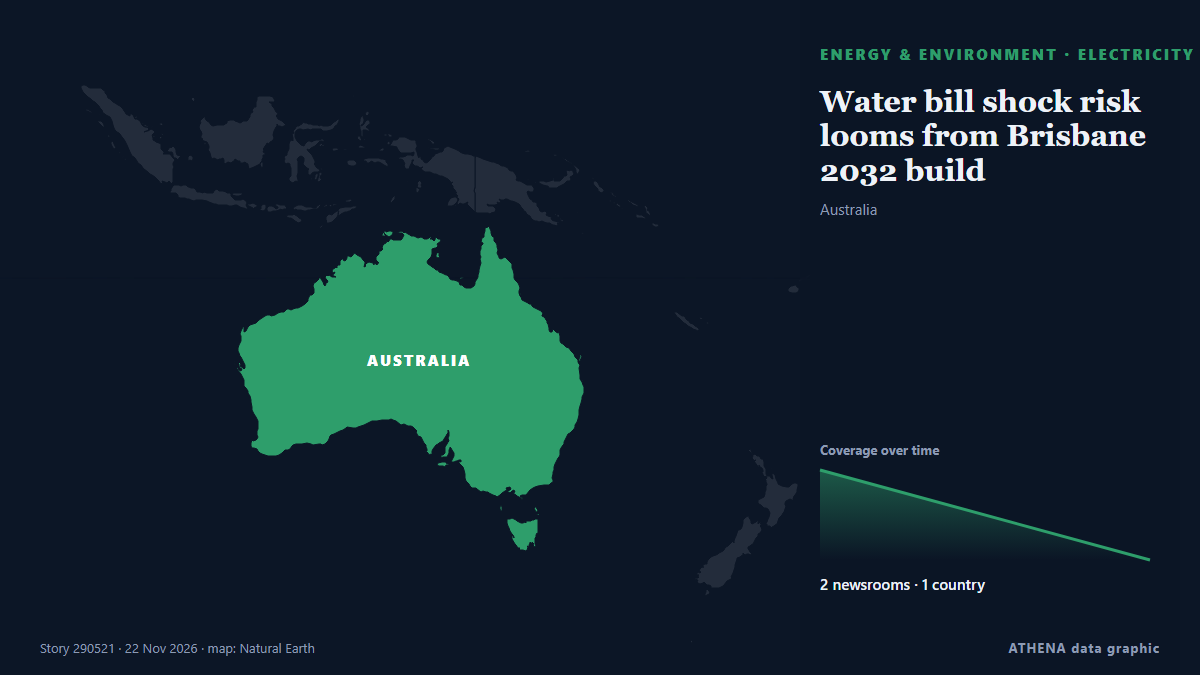 ENERGY & ENVIRONMENT · ELECTRICITY
Water bill shock risk
looms from Brisbane
2032 build
Australia
AUSTRALIA
Coverage over time
2 newsrooms · 1 country
Story 290521 · 22 Nov 2026 · map: Natural Earth
ATHENA data graphic